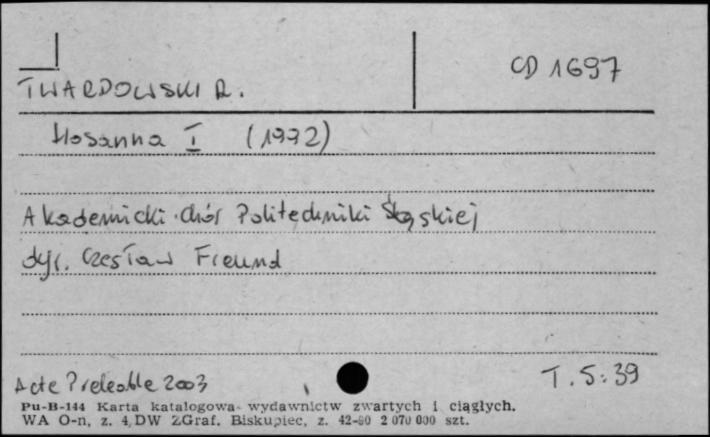 TWARDOWSKI R.
CD 1697
Hosanna I (1992)
Akademicki chór Politechniki Śląskiej
dyr. Czesław Freund
Acte Préalable 2003
T. 5:39
Pu-B-144 Karta katalogowa wydawnictw zwartych i ciągłych.
WA O-n, z. 4, DW ZGraf. Biskupiec, z. 42-80 2 070 000 szt.